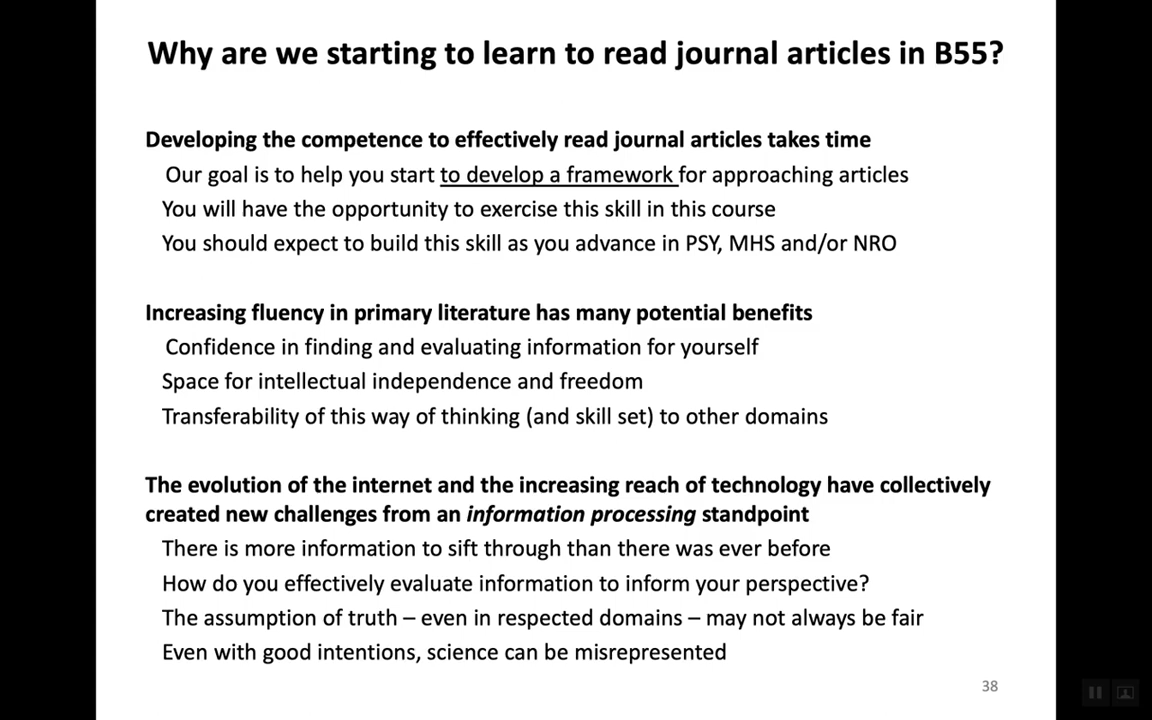 Why are we starting to learn to read journal articles in B55?
Developing the competence to effectively read journal articles takes time
Our goal is to help you start to develop a framework for approaching articles
You will have the opportunity to exercise this skill in this course
You should expect to build this skill as you advance in PSY, MHS and/or NRO
Increasing fluency in primary literature has many potential benefits
Confidence in finding and evaluating information for yourself
Space for intellectual independence and freedom
Transferability of this way of thinking (and skill set) to other domains
The evolution of the internet and the increasing reach of technology have collectively
created new challenges from an information processing standpoint
There is more information to sift through than there was ever before
How do you effectively evaluate information to inform your perspective?
The assumption of truth – even in respected domains – may not always be fair
Even with good intentions, science can be misrepresented
38